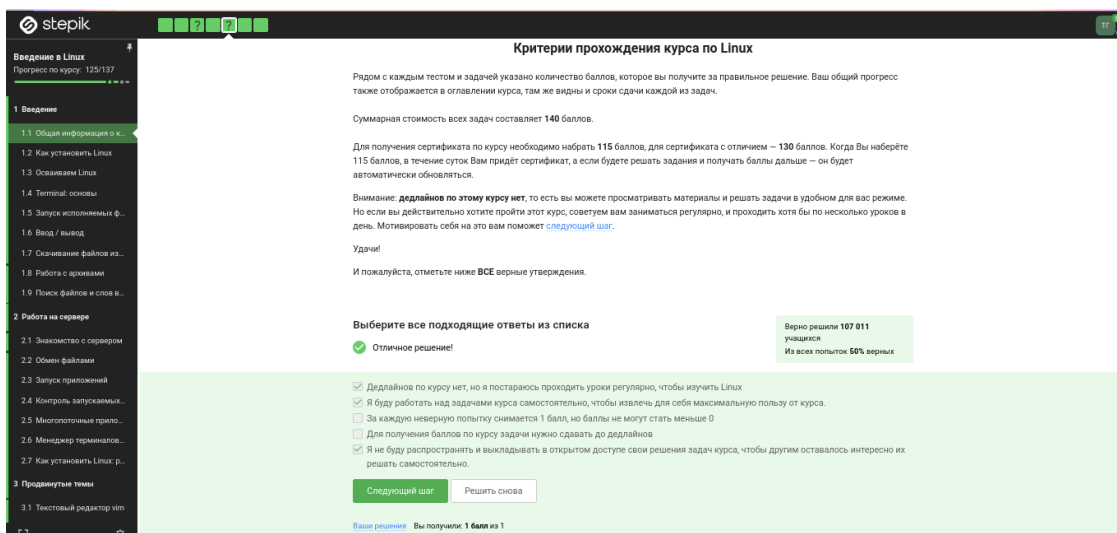 stepik
?
?
ТГ
Введение в Linux
Прогресс по курсу: 125/137
1 Введение
1.1 Общая информация о к...
1.2 Как установить Linux
1.3 Осваиваем Linux
1.4 Terminal: основы
1.5 Запуск исполняемых ф...
1.6 Ввод / вывод
1.7 Скачивание файлов из...
1.8 Работа с архивами
1.9 Поиск файлов и слов в...
2 Работа на сервере
2.1 Знакомство с сервером
2.2 Обмен файлами
2.3 Запуск приложений
2.4 Контроль запускаемых...
2.5 Многопоточные прило...
2.6 Менеджер терминалов...
2.7 Как установить Linux: р...
3 Продвинутые темы
3.1 Текстовый редактор vim
Критерии прохождения курса по Linux
Рядом с каждым тестом и задачей указано количество баллов, которое вы получите за правильное решение. Ваш общий прогресс
также отображается в оглавлении курса, там же видны и сроки сдачи каждой из задач.
Суммарная стоимость всех задач составляет 140 баллов.
Для получения сертификата по курсу необходимо набрать 115 баллов, для сертификата с отличием — 130 баллов. Когда Вы наберёте
115 баллов, в течение суток Вам придёт сертификат, а если будете решать задания и получать баллы дальше — он будет
автоматически обновляться.
Внимание: дедлайнов по этому курсу нет, то есть вы можете просматривать материалы и решать задачи в удобном для вас режиме.
Но если вы действительно хотите пройти этот курс, советуем вам заниматься регулярно, и проходить хотя бы по несколько уроков в
день. Мотивировать себя на это вам поможет следующий шаг.
Удачи!
И пожалуйста, отметьте ниже ВСЕ верные утверждения.
Выберите все подходящие ответы из списка
Отличное решение!
Верно решили 107 011
учащихся
Из всех попыток 50% верных
Дедлайнов по курсу нет, но я постараюсь проходить уроки регулярно, чтобы изучить Linux
Я буду работать над задачами курса самостоятельно, чтобы извлечь для себя максимальную пользу от курса.
За каждую неверную попытку снимается 1 балл, но баллы не могут стать меньше 0
Для получения баллов по курсу задачи нужно сдавать до дедлайнов
Я не буду распространять и выкладывать в открытом доступе свои решения задач курса, чтобы другим оставалось интересно их
решать самостоятельно.
Следующий шаг
Решить снова
Ваши решения Вы получили: 1 балл из 1